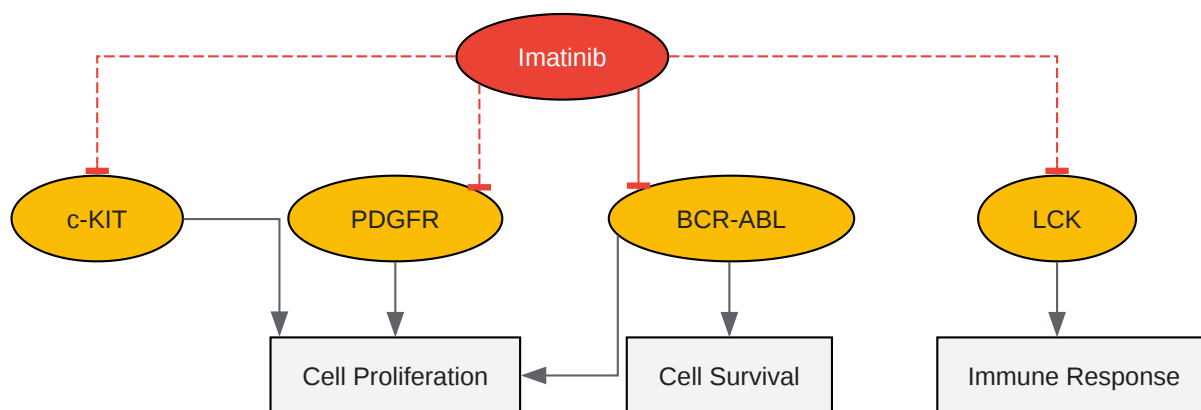 Imatinib
c-KIT
PDGFR
BCR-ABL
LCK
Cell Proliferation
Cell Survival
Immune Response